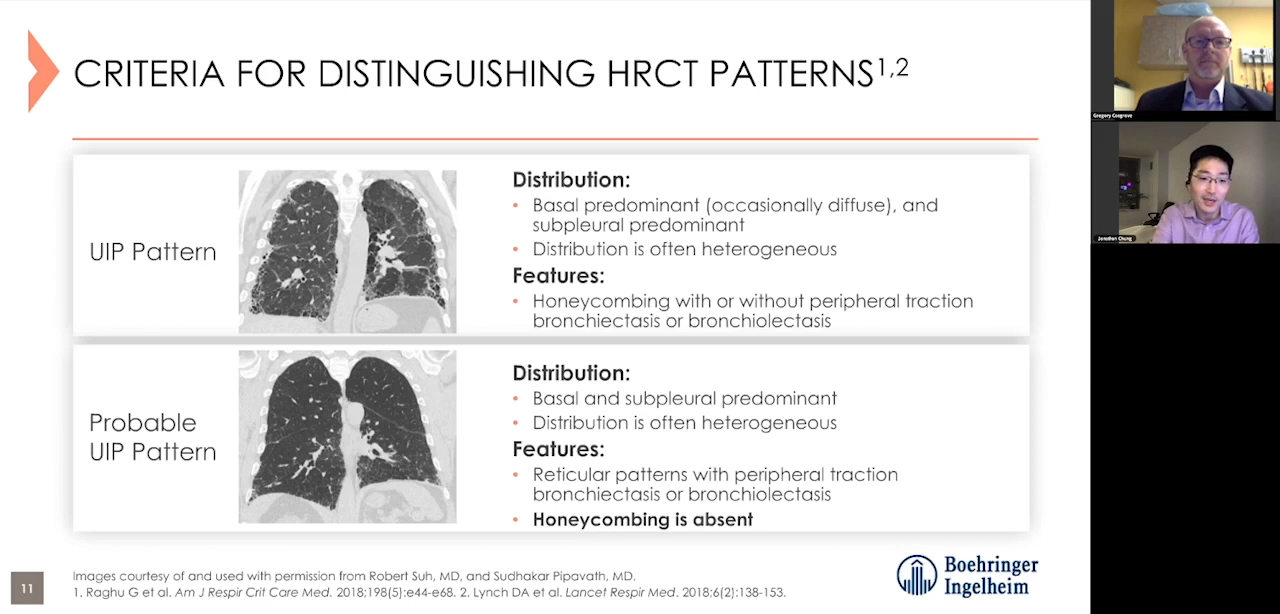 CRITERIA FOR DISTINGUISHING HRCT PATTERNS1,2
UIP Pattern
Distribution:
• Basal predominant (occasionally diffuse), and
subpleural predominant
• Distribution is often heterogeneous
Features:
• Honeycombing with or without peripheral traction
bronchiectasis or bronchiolectasis
Probable
UIP Pattern
Distribution:
• Basal and subpleural predominant
• Distribution is often heterogeneous
Features:
• Reticular patterns with peripheral traction
bronchiectasis or bronchiolectasis
• Honeycombing is absent
11
Images courtesy of and used with permission from Robert Suh, MD, and Sudhakar Pipavath, MD.
1. Raghu G et al. Am J Respir Crit Care Med. 2018;198(5):e44-e68. 2. Lynch DA et al. Lancet Respir Med. 2018;6(2):138-153.
Boehringer
Ingelheim
Gregory Cosgrove
Jonathan Chung